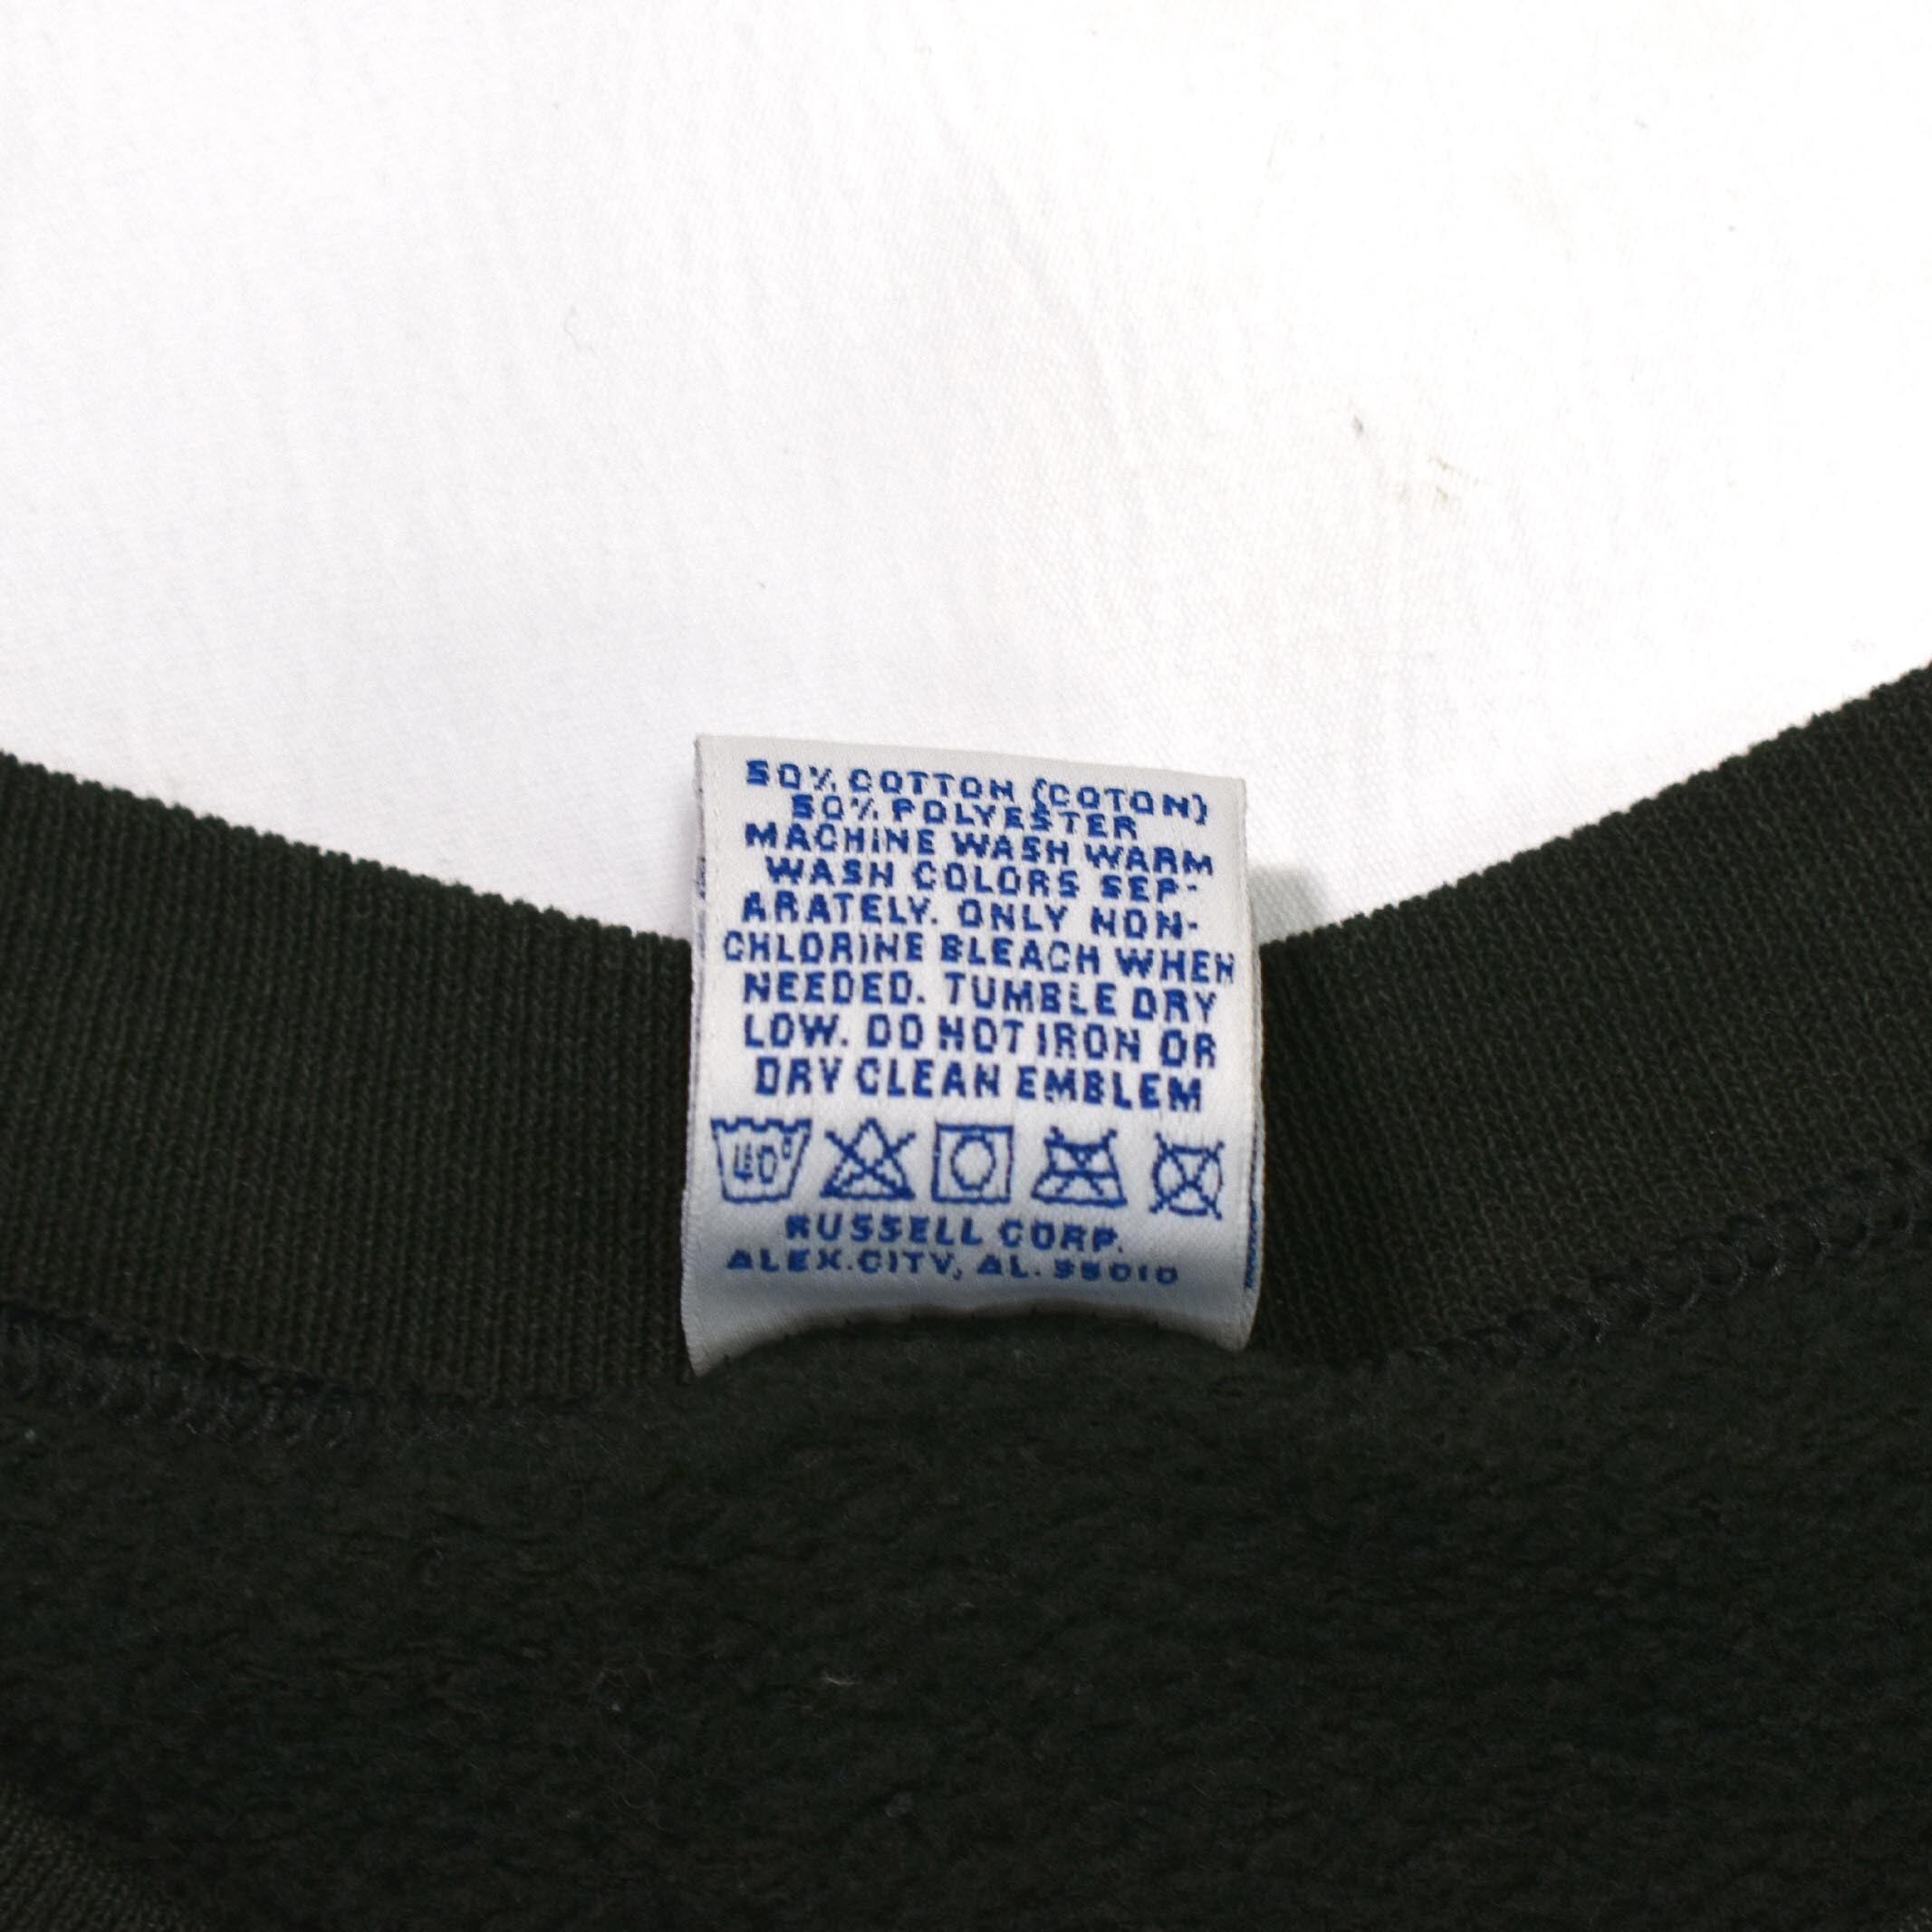 50% COTTON (COTON)
50% POLYESTER
MACHINE WASH WARM
WASH COLORS SEP-
ARATELY. ONLY NON-
CHLORINE BLEACH WHEN
NEEDED. TUMBLE DRY
LOW. DO NOT IRON OR
DRY CLEAN EMBLEM
40°
RUSSELL CORP.
ALEX.CITY, AL. 35010